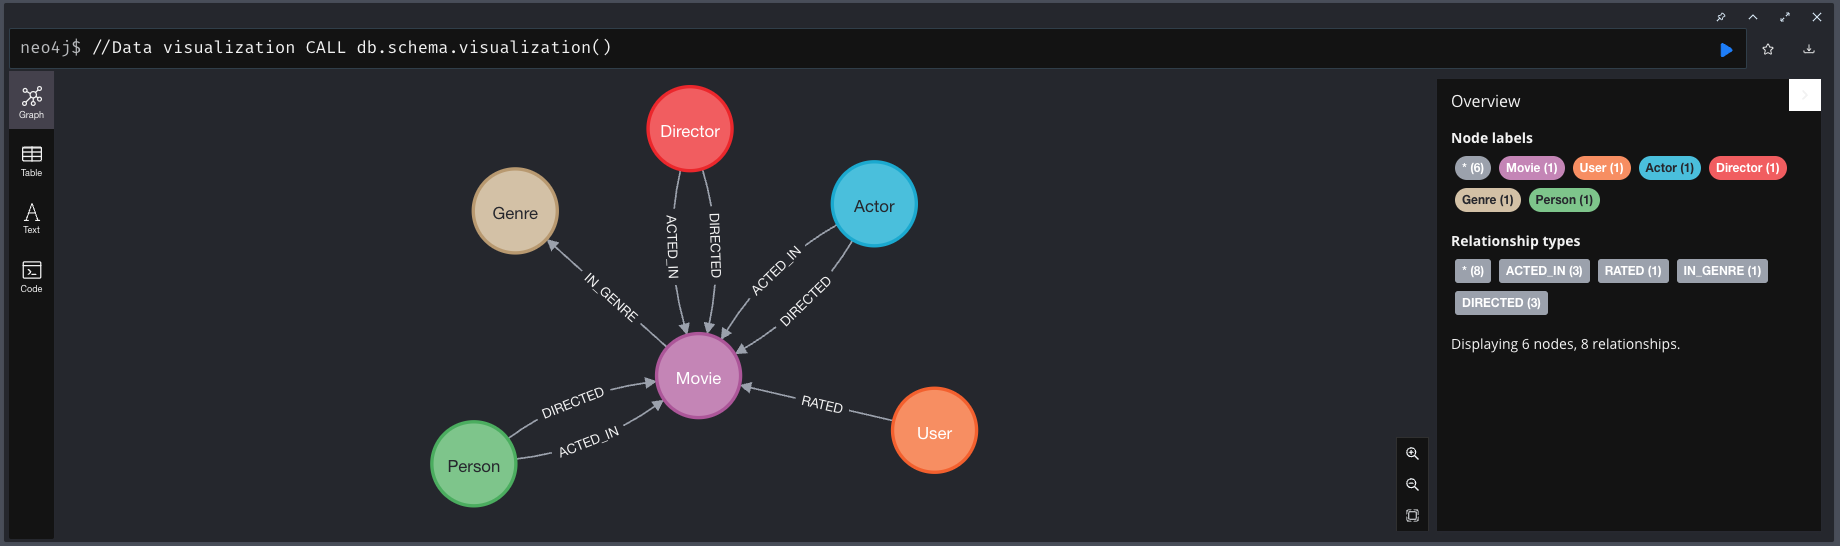 neo4j$ //Data visualization CALL db.schema.visualization()
Graph
Table
Text
Code
Director
Genre
Actor
ACTED_IN
DIRECTED
ACTED_IN
DIRECTED
IN_GENRE
Movie
DIRECTED
ACTED_IN
RATED
User
Person
Overview
Node labels
* (6) Movie (1) User (1) Actor (1) Director (1)
Genre (1) Person (1)
Relationship types
* (8) ACTED_IN (3) RATED (1) IN_GENRE (1)
DIRECTED (3)
Displaying 6 nodes, 8 relationships.